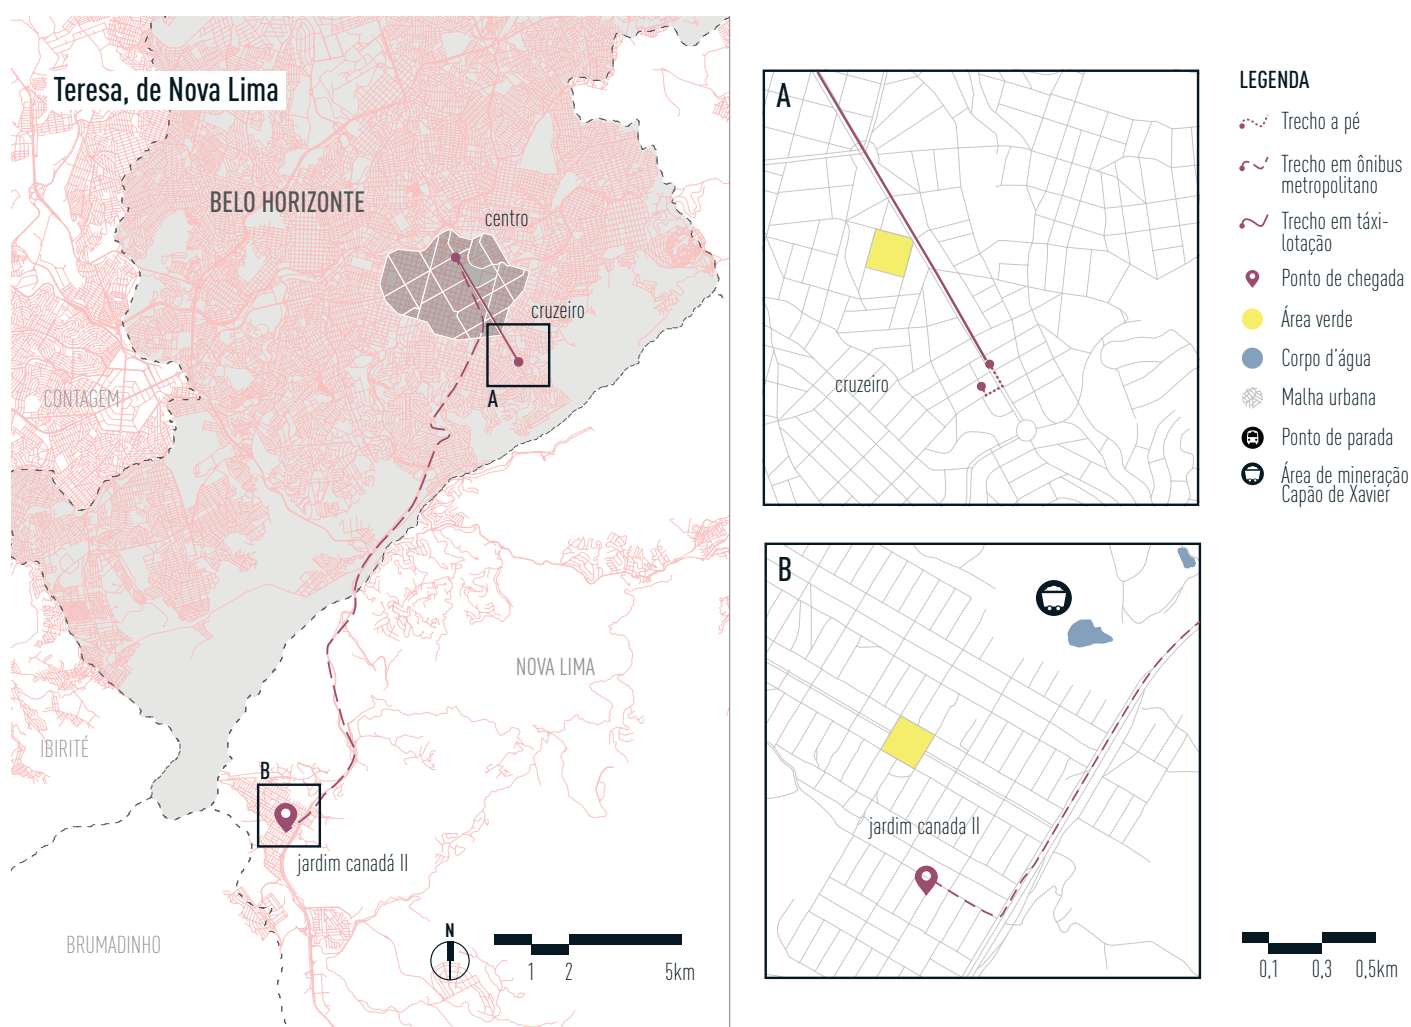 Teresa, de Nova Lima
BELO HORIZONTE
centro
cruzeiro
A
CONTAGEM
NOVA LIMA
IBIRITÉ
B
jardim canadá II
BRUMADINHO
N
1 2 5km
A
cruzeiro
B
jardim canada II
LEGENDA
Trecho a pé
Trecho em ônibus
metropolitano
Trecho em táxi-
lotação
Ponto de chegada
Área verde
Corpo d'água
Malha urbana
Ponto de parada
Área de mineração
Capão de Xavier
0,1 0,3 0,5km